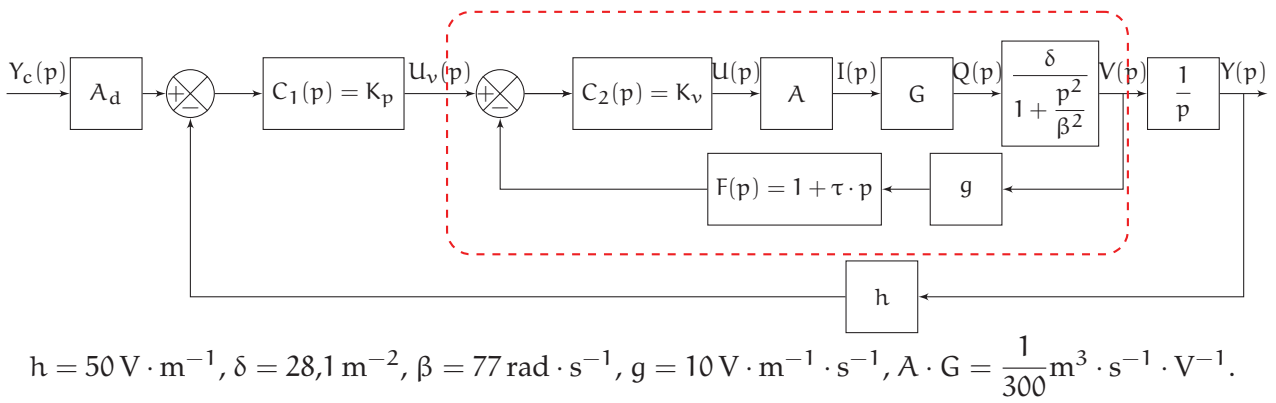 Y_c(p)
A_d
+
−
C_1(p) = K_p
U_v(p)
+
−
C_2(p) = K_v
U(p)
A
I(p)
G
Q(p)
δ
1 + p²/β²
V(p)
1/p
Y(p)
F(p) = 1 + τ · p
g
h
h = 50 V · m⁻¹, δ = 28,1 m⁻², β = 77 rad · s⁻¹, g = 10 V · m⁻¹ · s⁻¹, A · G = 1/300 m³ · s⁻¹ · V⁻¹.